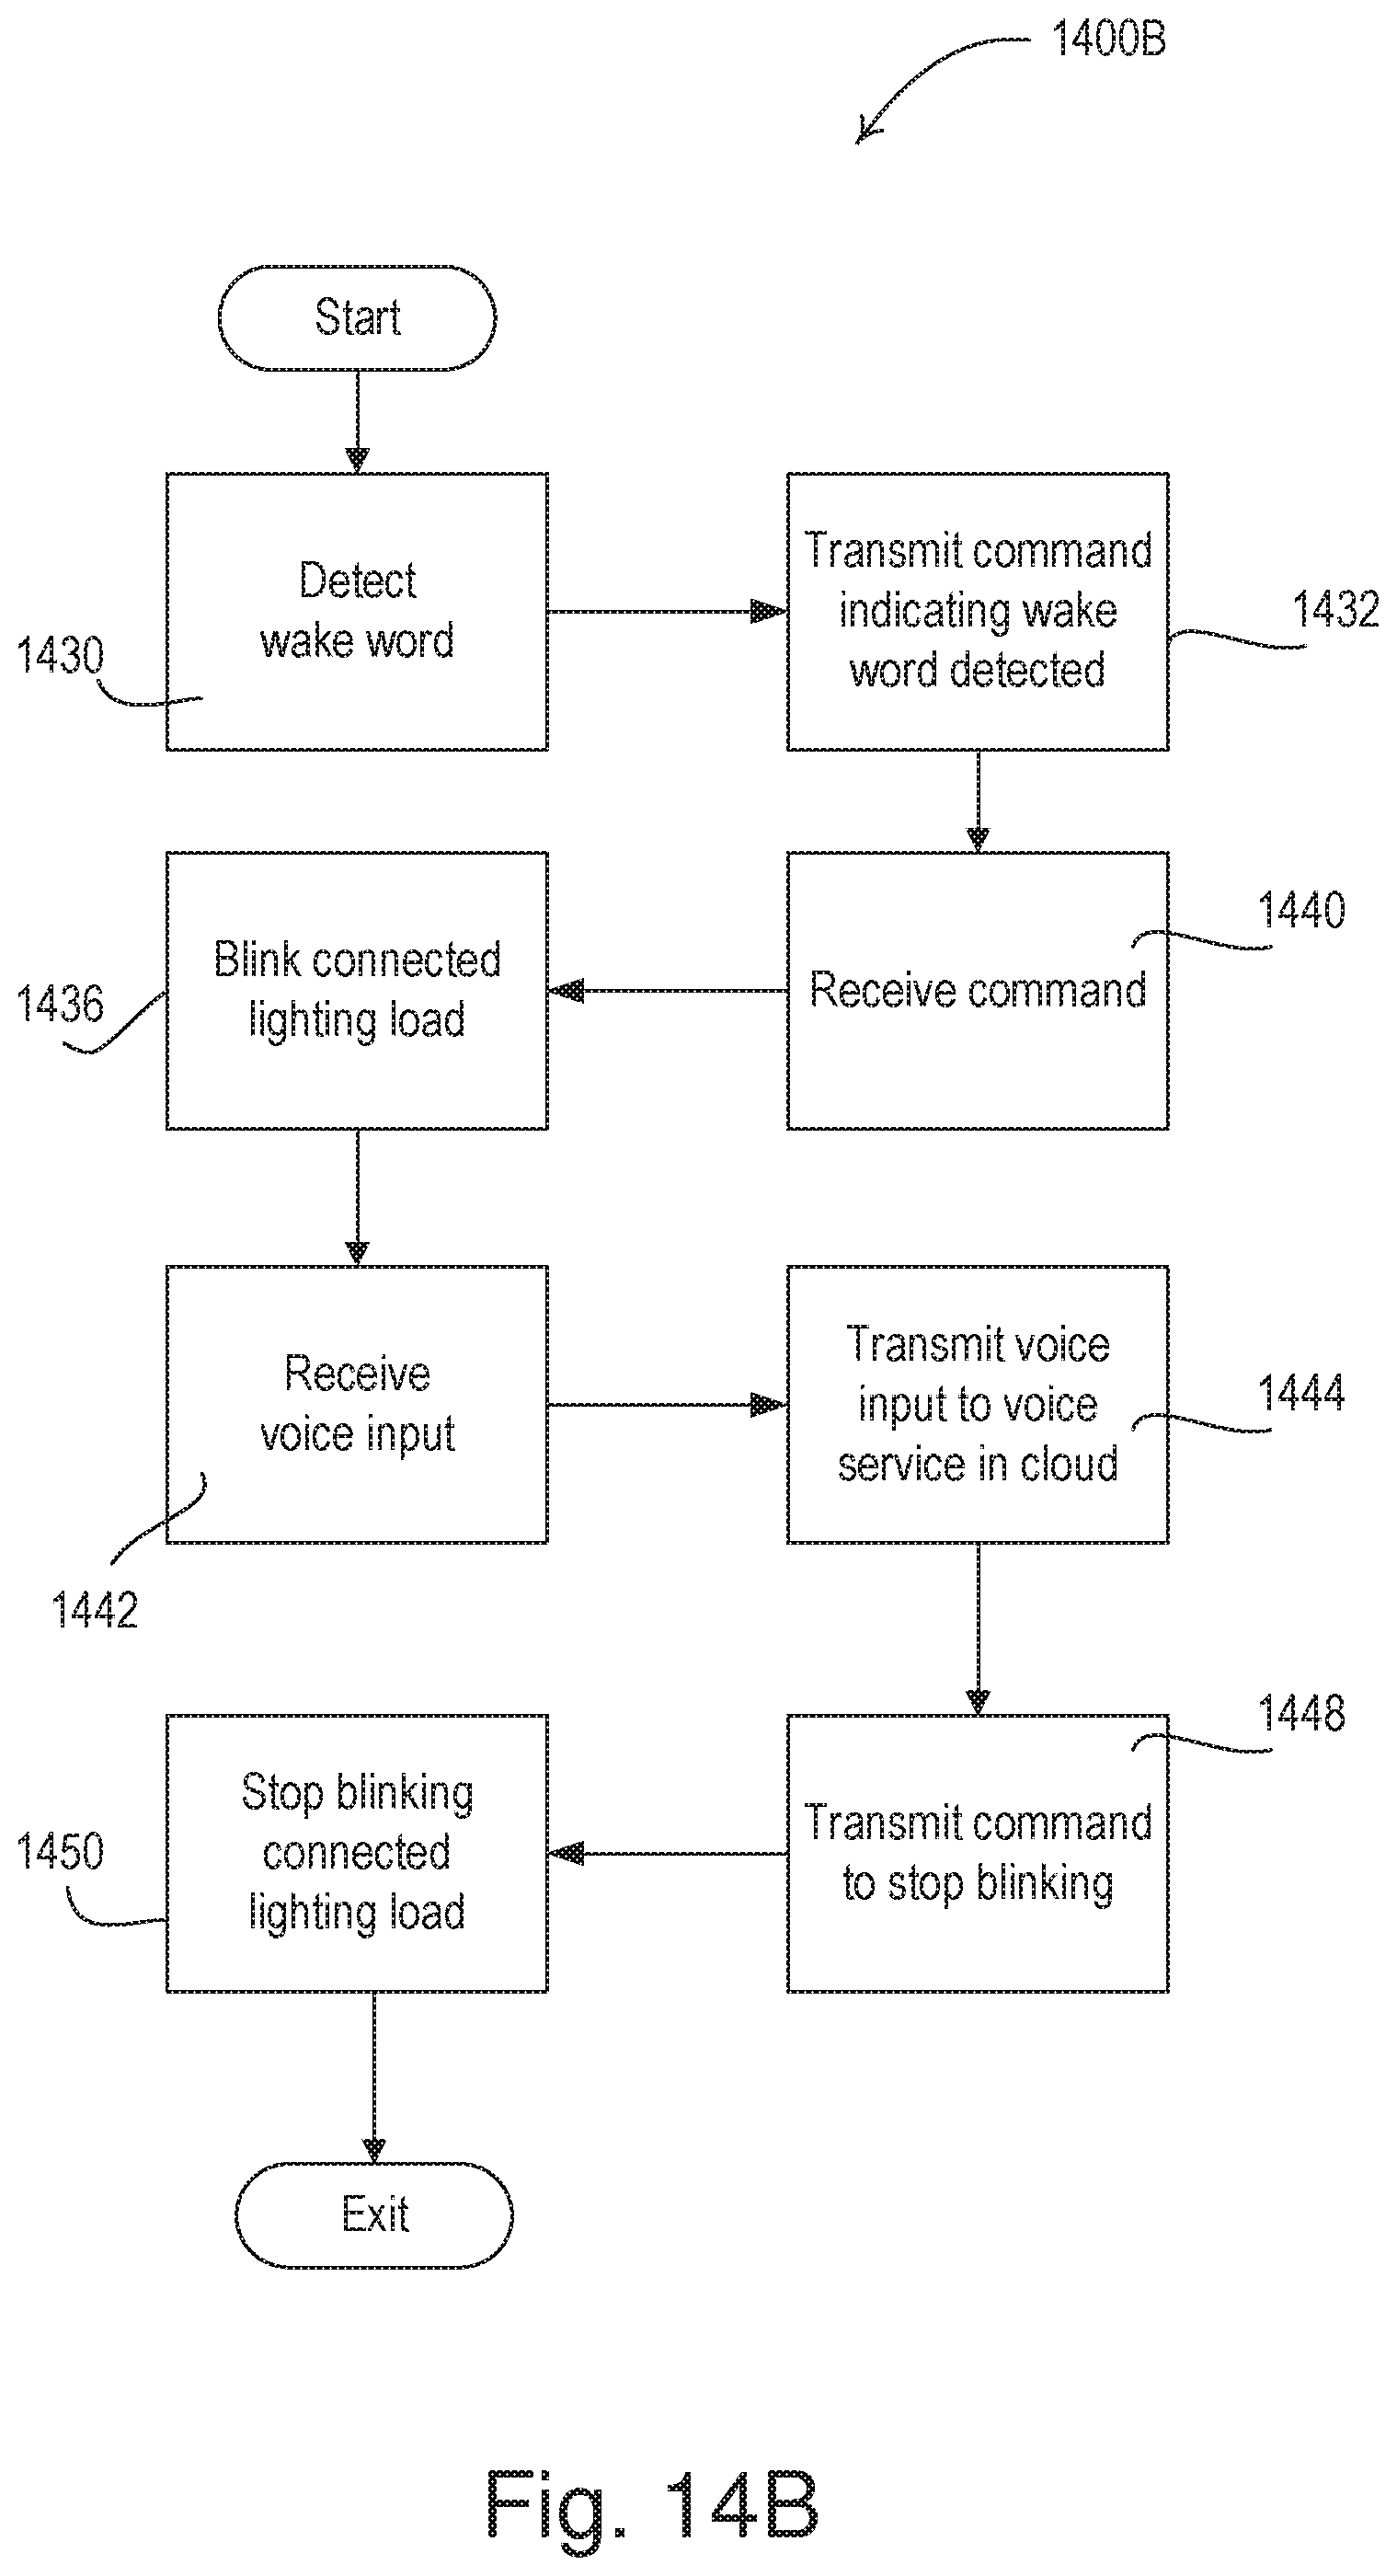 1400B
Start
Detect
wake word
1430
Transmit command
indicating wake
word detected
1432
Receive command
1440
Blink connected
lighting load
1436
Receive
voice input
1442
Transmit voice
input to voice
service in cloud
1444
Transmit command
to stop blinking
1448
Stop blinking
connected
lighting load
1450
Exit
Fig. 14B